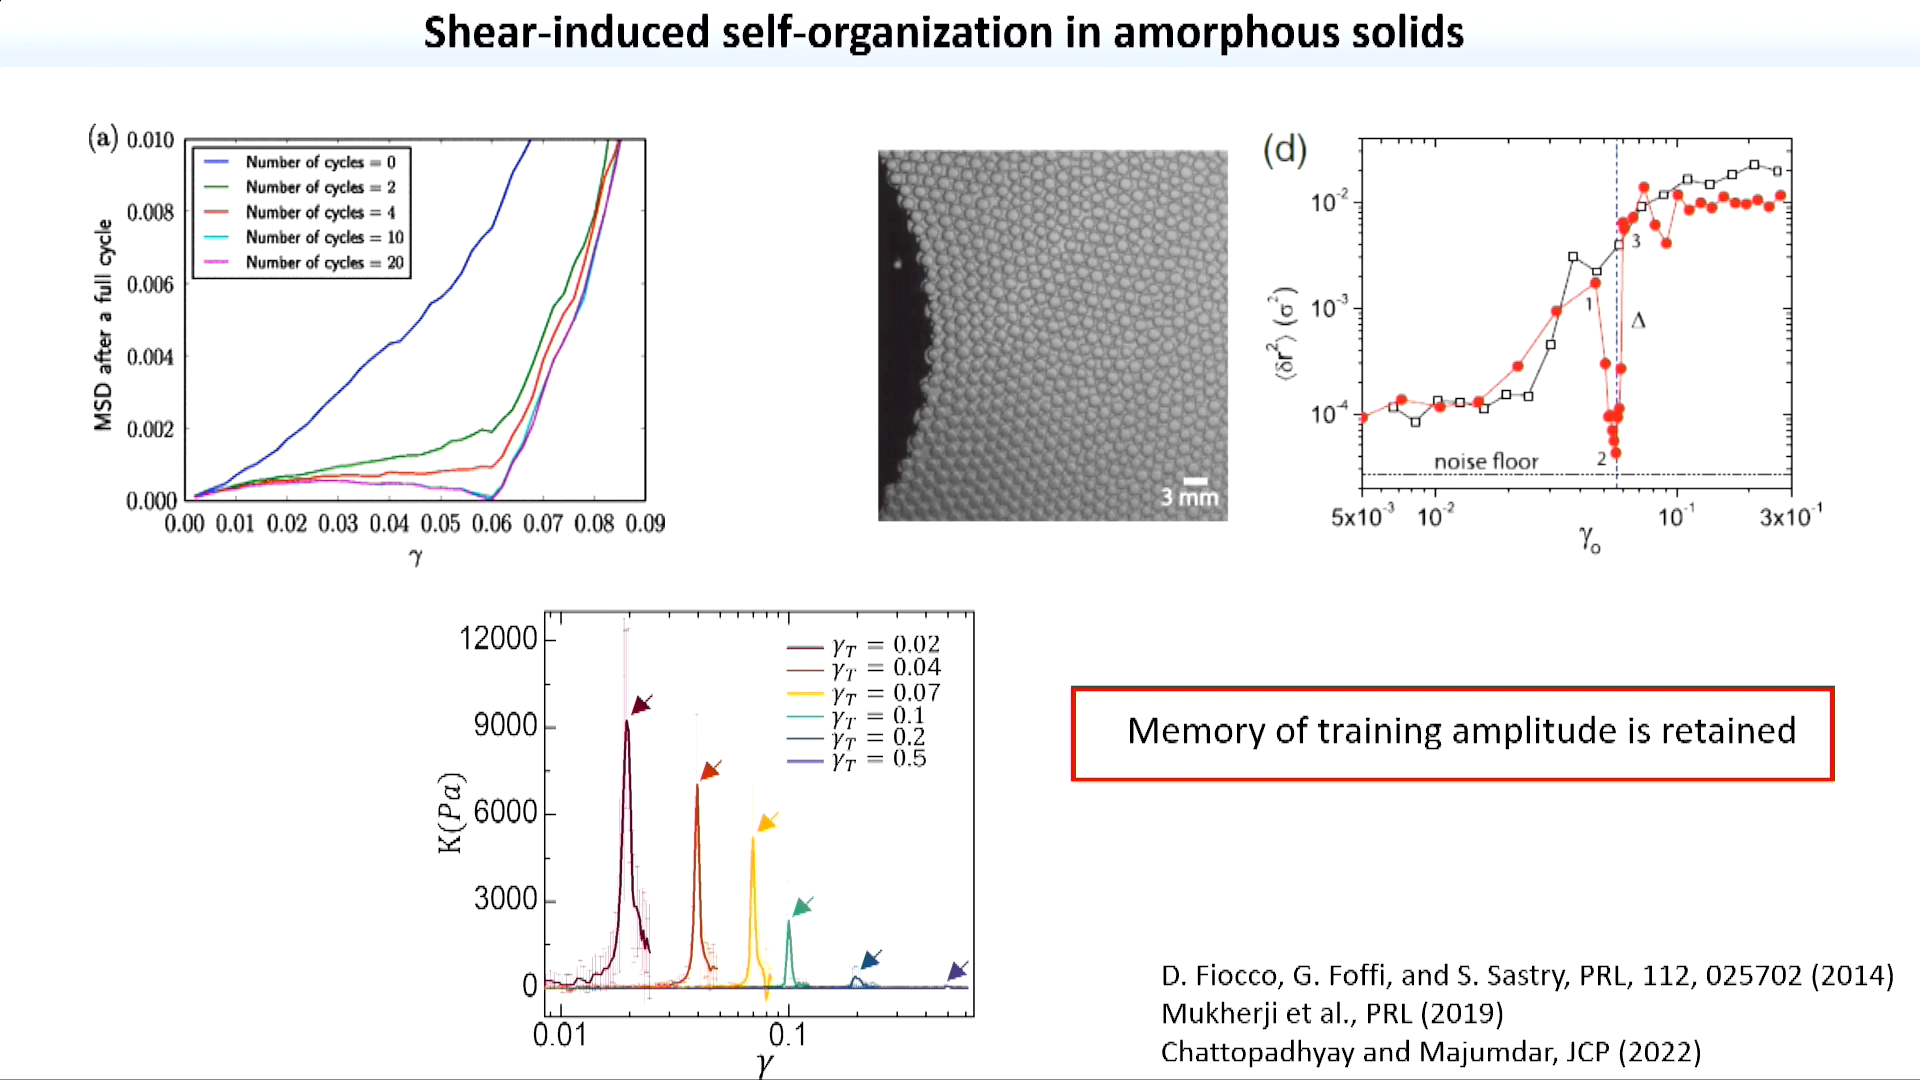 Shear-induced self-organization in amorphous solids
(a)
MSD after a full cycle
0.010
0.008
0.006
0.004
0.002
0.000
Number of cycles = 0
Number of cycles = 2
Number of cycles = 4
Number of cycles = 10
Number of cycles = 20
0.00 0.01 0.02 0.03 0.04 0.05 0.06 0.07 0.08 0.09
γ
3 mm
(d)
⟨δr²⟩ (σ²)
10⁻²
10⁻³
10⁻⁴
3
1
Δ
2
noise floor
5x10⁻³ 10⁻² 10⁻¹ 3x10⁻¹
γₒ
K(Pa)
12000
9000
6000
3000
0
γ_T = 0.02
γ_T = 0.04
γ_T = 0.07
γ_T = 0.1
γ_T = 0.2
γ_T = 0.5
0.01 0.1
γ
Memory of training amplitude is retained
D. Fiocco, G. Foffi, and S. Sastry, PRL, 112, 025702 (2014)
Mukherji et al., PRL (2019)
Chattopadhyay and Majumdar, JCP (2022)